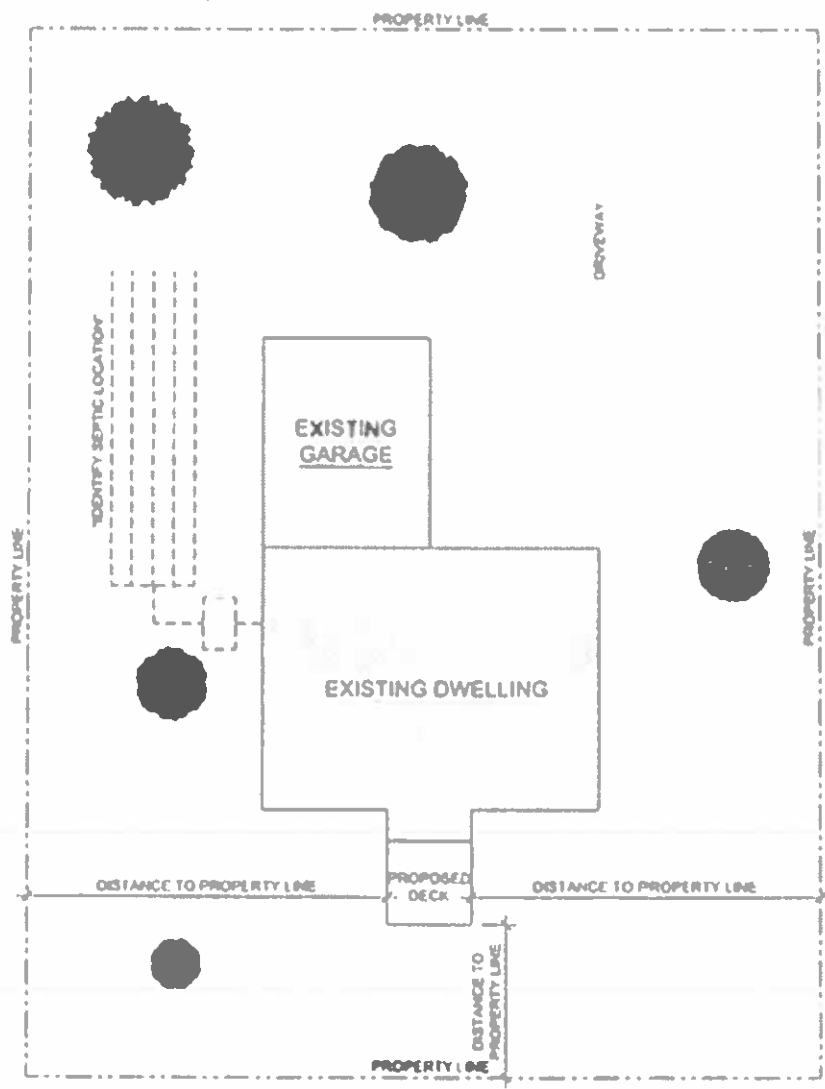 PROPERTY LINE
DRIVEWAY
"IDENTIFY SEPTIC LOCATION"
EXISTING
GARAGE
PROPERTY LINE
PROPERTY LINE
EXISTING DWELLING
DISTANCE TO PROPERTY LINE
PROPOSED
DECK
DISTANCE TO PROPERTY LINE
DISTANCE TO
PROPERTY LINE
PROPERTY LINE